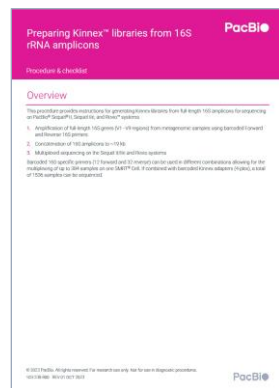 Preparing Kinnex™ libraries from 16S
rRNA amplicons
PacBio
Procedure & checklist
Overview
This procedure provides instructions for generating Kinnex libraries from full-length 16S amplicons for sequencing
on PacBio® Sequel® II, Sequel IIe, and Revio™ systems:
1. Amplification of full-length 16S genes (V1 - V9 regions) from metagenomic samples using barcoded Forward
and Reverse 16S primers
2. Concatenation of 16S amplicons to ~19 kb
3. Multiplexed sequencing on the Sequel II/IIe and Revio systems
Barcoded 16S-specific primers (12 forward and 32 reverse) can be used in different combinations allowing for the
multiplexing of up to 384 samples on one SMRT® Cell. If combined with barcoded Kinnex adapters (4-plex), a total
of 1536 samples can be sequenced.
© 2023 PacBio. All rights reserved. For research use only. Not for use in diagnostic procedures.
PacBio